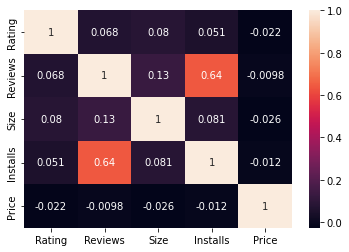 Rating 1 0.068 0.08 0.051 -0.022
Reviews 0.068 1 0.13 0.64 -0.0098
Size 0.08 0.13 1 0.081 -0.026
Installs 0.051 0.64 0.081 1 -0.012
Price -0.022 -0.0098 -0.026 -0.012 1
Rating Reviews Size Installs Price
1.0
0.8
0.6
0.4
0.2
0.0